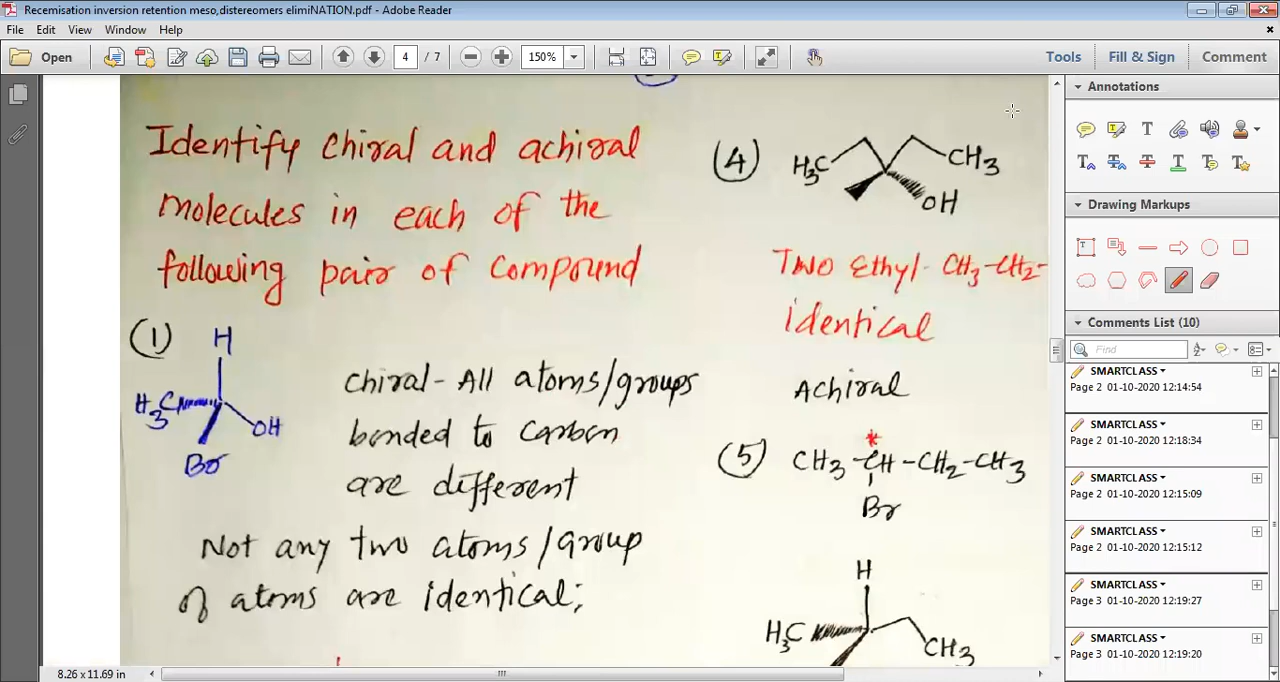 Recemisation inversion retention meso,distereomers elimiNATION.pdf - Adobe Reader
File Edit View Window Help
Open 4 / 7 150% Tools Fill & Sign Comment
Identify chiral and achiral
molecules in each of the
following pair of compound
(1)
H
H3C
OH
Br
chiral - All atoms/groups
bonded to carbon
are different
Not any two atoms/group
of atoms are identical;
(4)
H3C CH3
OH
Two Ethyl - CH3-CH2-
identical
Achiral
*
(5) CH3-CH-CH2-CH3
Br
H
H3C
CH3
Annotations
T
Drawing Markups
Comments List (10)
Find
SMARTCLASS
Page 2 01-10-2020 12:14:54
SMARTCLASS
Page 2 01-10-2020 12:18:34
SMARTCLASS
Page 2 01-10-2020 12:15:09
SMARTCLASS
Page 2 01-10-2020 12:15:12
SMARTCLASS
Page 3 01-10-2020 12:19:27
SMARTCLASS
Page 3 01-10-2020 12:19:20
8.26 x 11.69 in